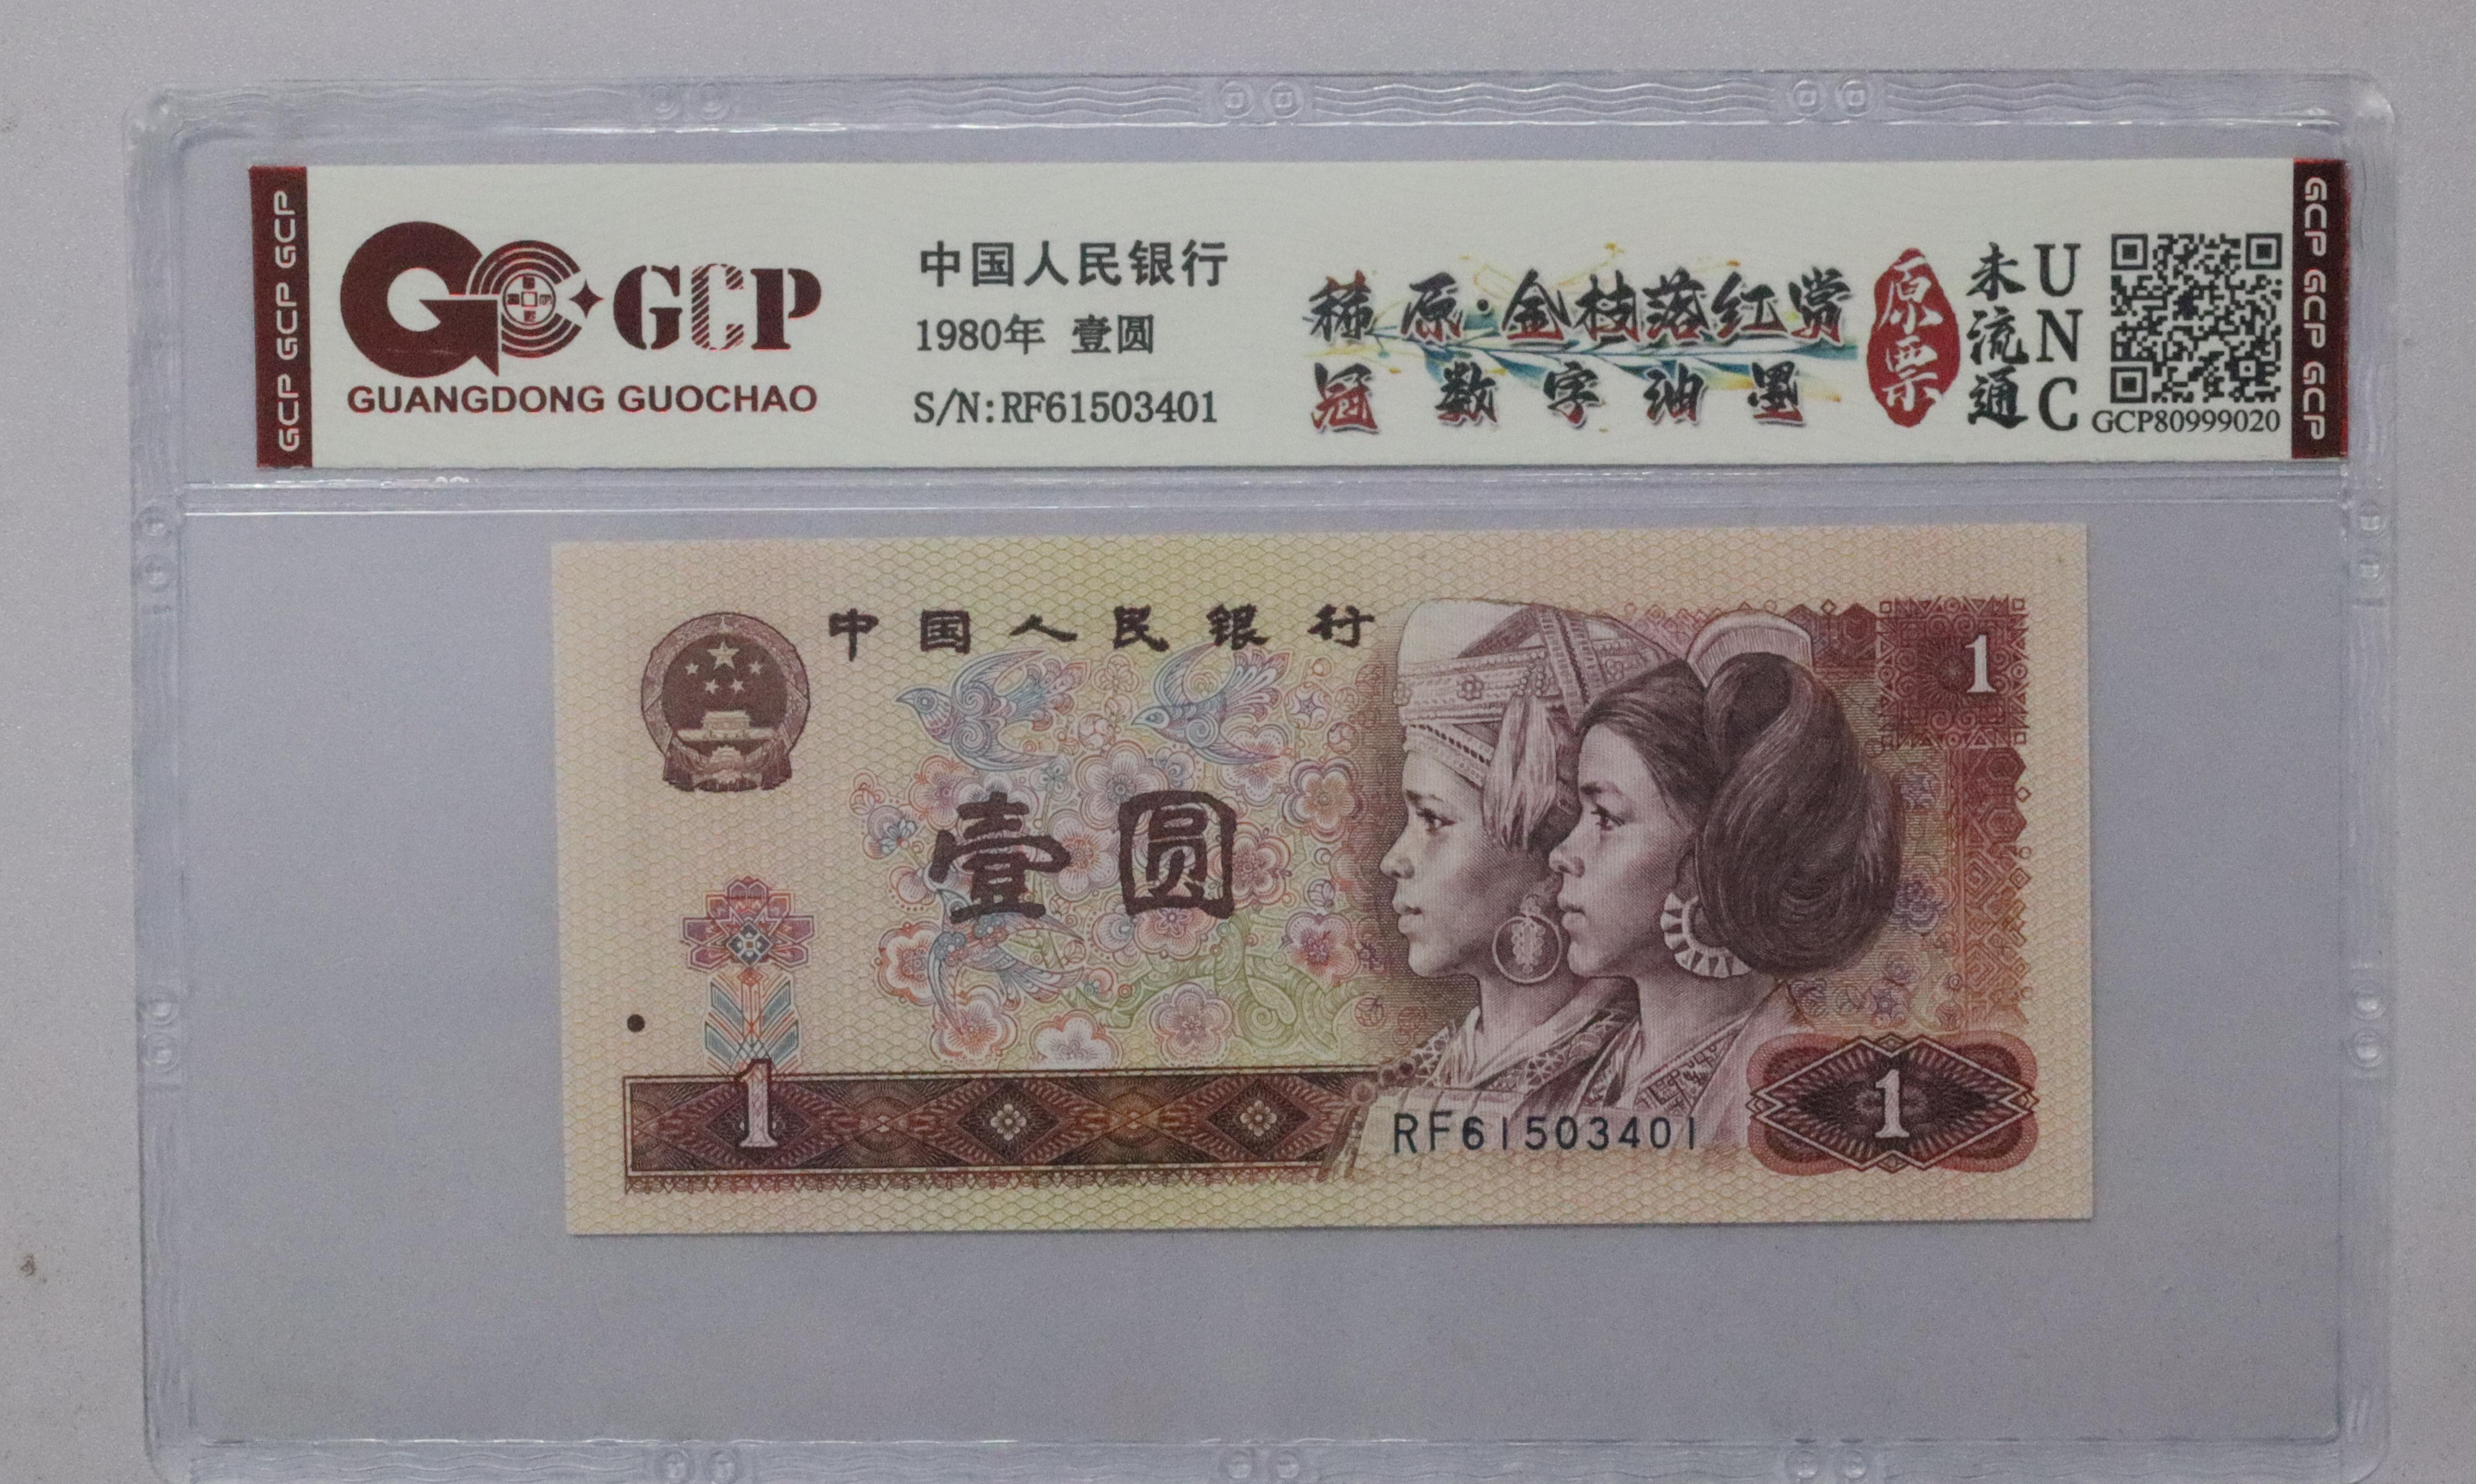 GCP GCP GCP
GCP
GUANGDONG GUOCHAO
中国人民银行
1980年 壹圆
S/N:RF61503401
稀原·金枝落红赏
冠数字油墨
原票
未流通
UNC
GCP80999020
GCP GCP GCP
中国人民银行
1
壹圆
1
RF61503401
1